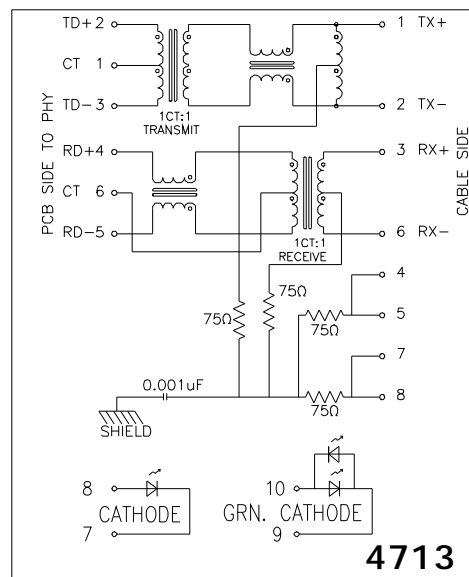 TD+2
1 TX+
CT 1
TD-3
2 TX-
1CT:1
TRANSMIT
PCB SIDE TO PHY
CABLE SIDE
RD+4
3 RX+
CT 6
RD-5
6 RX-
1CT:1
RECEIVE
4
75Ω
75Ω
5
75Ω
7
0.001uF
8
75Ω
SHIELD
8
10
CATHODE
GRN. CATHODE
7
9
4713